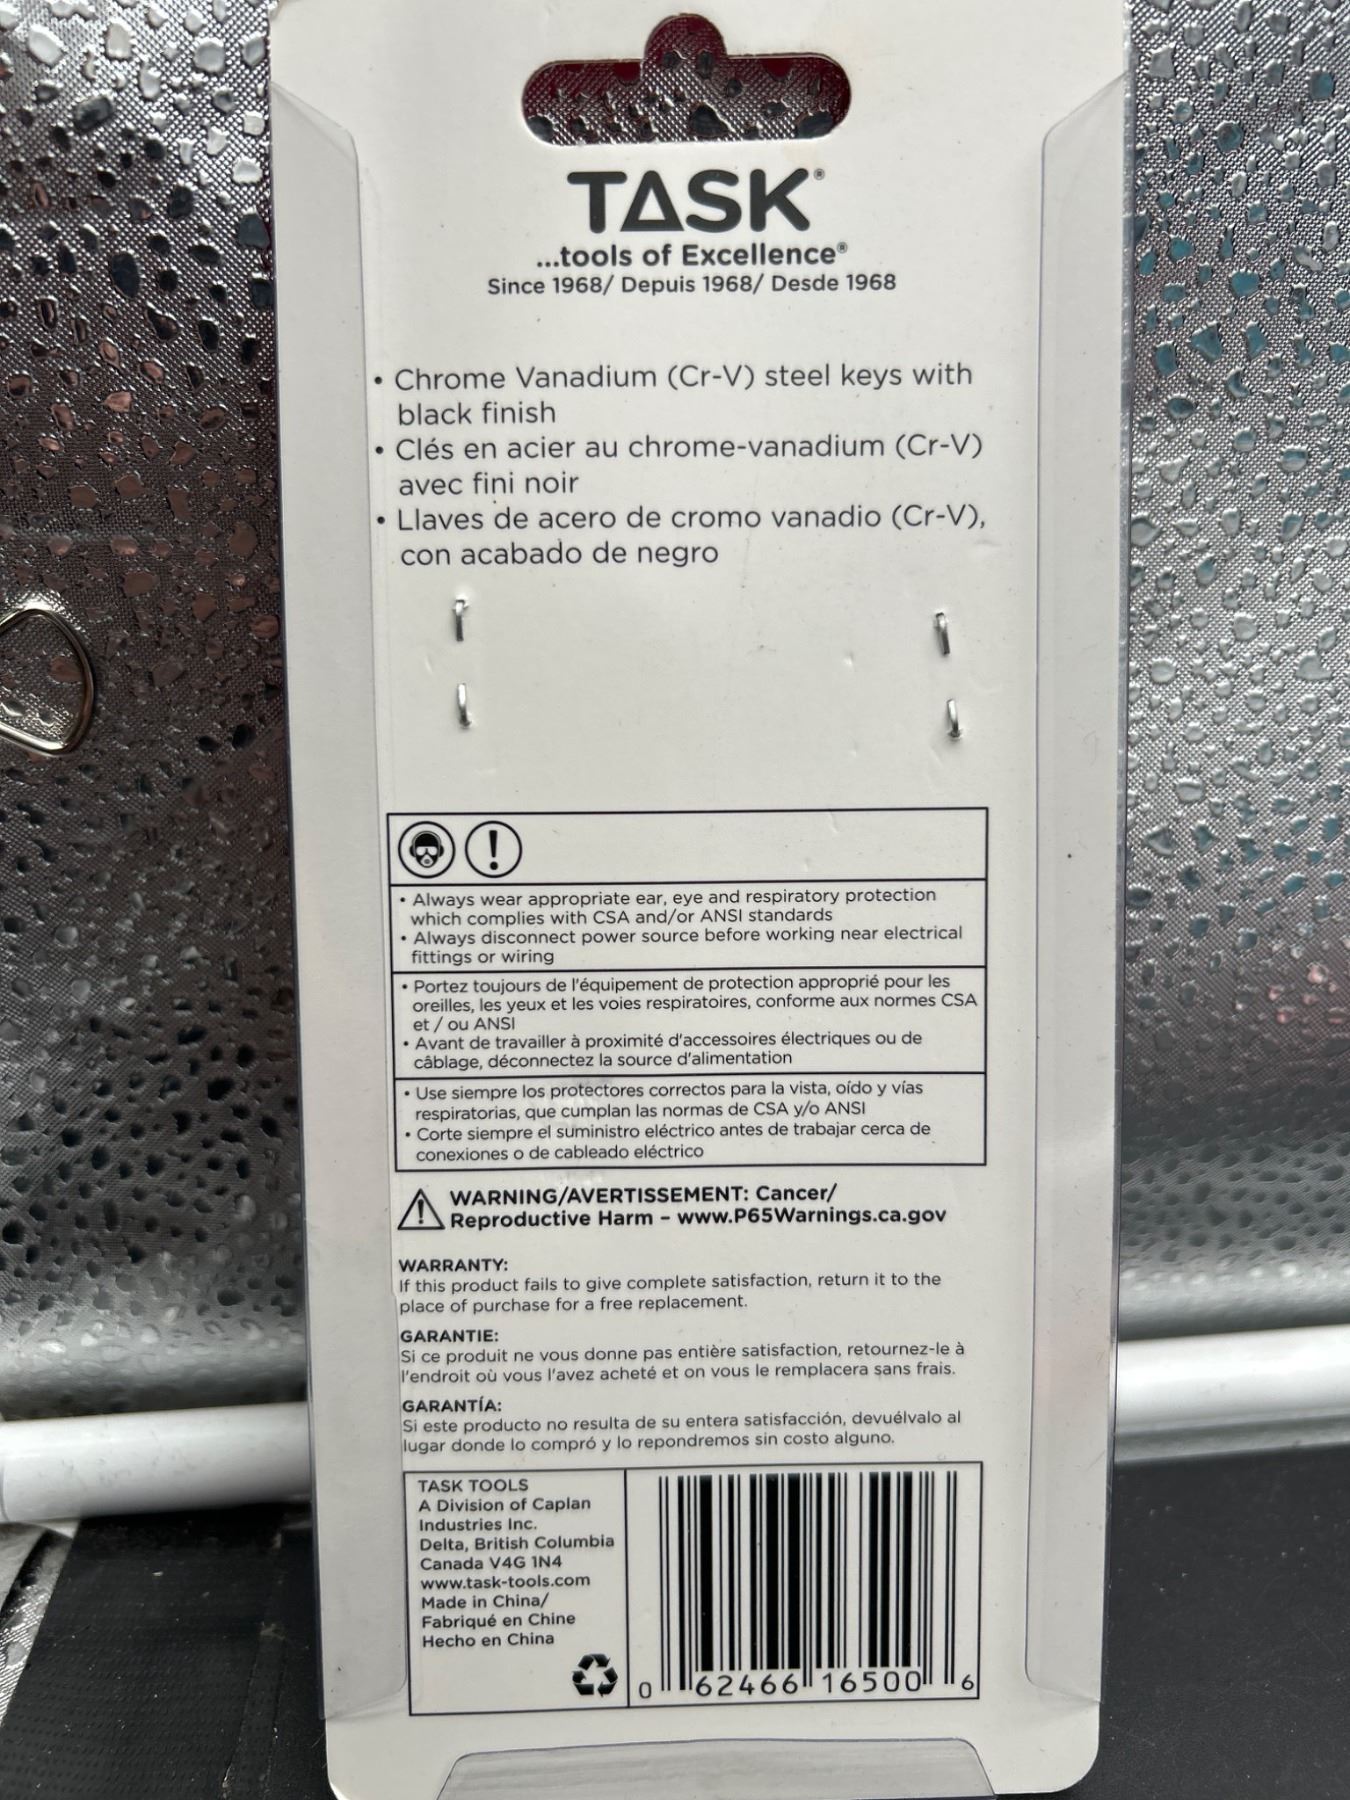 TASK®
...tools of Excellence®
Since 1968/ Depuis 1968/ Desde 1968
• Chrome Vanadium (Cr-V) steel keys with
black finish
• Clés en acier au chrome-vanadium (Cr-V)
avec fini noir
• Llaves de acero de cromo vanadio (Cr-V),
con acabado de negro
• Always wear appropriate ear, eye and respiratory protection
which complies with CSA and/or ANSI standards
• Always disconnect power source before working near electrical
fittings or wiring
• Portez toujours de l'équipement de protection approprié pour les
oreilles, les yeux et les voies respiratoires, conforme aux normes CSA
et / ou ANSI
• Avant de travailler à proximité d'accessoires électriques ou de
câblage, déconnectez la source d'alimentation
• Use siempre los protectores correctos para la vista, oído y vías
respiratorias, que cumplan las normas de CSA y/o ANSI
• Corte siempre el suministro eléctrico antes de trabajar cerca de
conexiones o de cableado eléctrico
WARNING/AVERTISSEMENT: Cancer/
Reproductive Harm – www.P65Warnings.ca.gov
WARRANTY:
If this product fails to give complete satisfaction, return it to the
place of purchase for a free replacement.
GARANTIE:
Si ce produit ne vous donne pas entière satisfaction, retournez-le à
l'endroit où vous l'avez acheté et on vous le remplacera sans frais.
GARANTÍA:
Si este producto no resulta de su entera satisfacción, devuélvalo al
lugar donde lo compró y lo repondremos sin costo alguno.
TASK TOOLS
A Division of Caplan
Industries Inc.
Delta, British Columbia
Canada V4G 1N4
www.task-tools.com
Made in China/
Fabriqué en Chine
Hecho en China
0 62466 16500 6